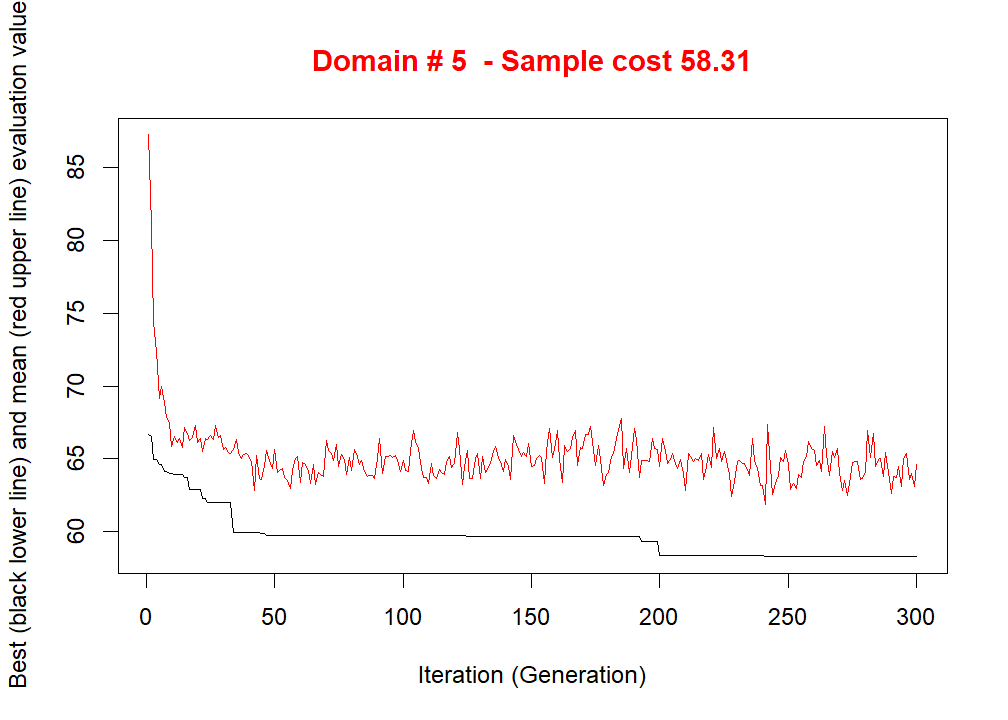 Domain # 5  - Sample cost 58.31
Best (black lower line) and mean (red upper line) evaluation value
85
80
75
70
65
60
0 50 100 150 200 250 300
Iteration (Generation)